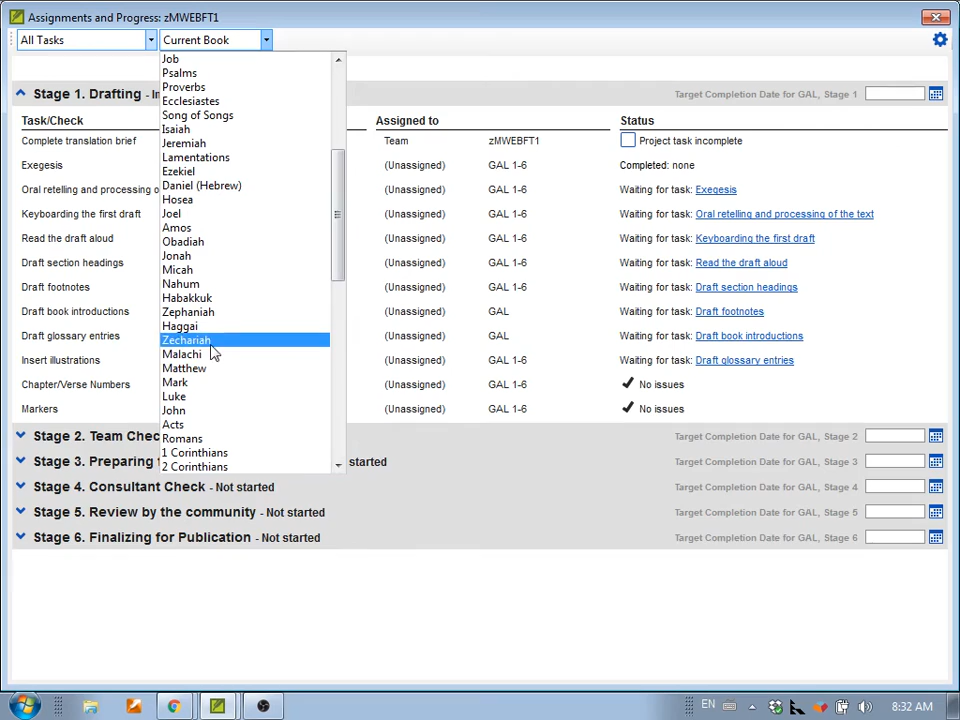 Assignments and Progress: zMWEBFT1
All Tasks
Current Book
Job
Psalms
Proverbs
Ecclesiastes
Song of Songs
Isaiah
Jeremiah
Lamentations
Ezekiel
Daniel (Hebrew)
Hosea
Joel
Amos
Obadiah
Jonah
Micah
Nahum
Habakkuk
Zephaniah
Haggai
Zechariah
Malachi
Matthew
Mark
Luke
John
Acts
Romans
1 Corinthians
2 Corinthians
Stage 1. Drafting - In
Target Completion Date for GAL, Stage 1
Task/Check
Assigned to
Status
Complete translation brief
Team
zMWEBFT1
Project task incomplete
Exegesis
(Unassigned)
GAL 1-6
Completed: none
Oral retelling and processing o
(Unassigned)
GAL 1-6
Waiting for task: Exegesis
Keyboarding the first draft
(Unassigned)
GAL 1-6
Waiting for task: Oral retelling and processing of the text
Read the draft aloud
(Unassigned)
GAL 1-6
Waiting for task: Keyboarding the first draft
Draft section headings
(Unassigned)
GAL 1-6
Waiting for task: Read the draft aloud
Draft footnotes
(Unassigned)
GAL 1-6
Waiting for task: Draft section headings
Draft book introductions
(Unassigned)
GAL
Waiting for task: Draft footnotes
Draft glossary entries
(Unassigned)
GAL
Waiting for task: Draft book introductions
Insert illustrations
(Unassigned)
GAL 1-6
Waiting for task: Draft glossary entries
Chapter/Verse Numbers
(Unassigned)
GAL 1-6
No issues
Markers
(Unassigned)
GAL 1-6
No issues
Stage 2. Team Chec
Target Completion Date for GAL, Stage 2
Stage 3. Preparing
started
Target Completion Date for GAL, Stage 3
Stage 4. Consultant Check - Not started
Target Completion Date for GAL, Stage 4
Stage 5. Review by the community - Not started
Target Completion Date for GAL, Stage 5
Stage 6. Finalizing for Publication - Not started
Target Completion Date for GAL, Stage 6
EN
8:32 AM